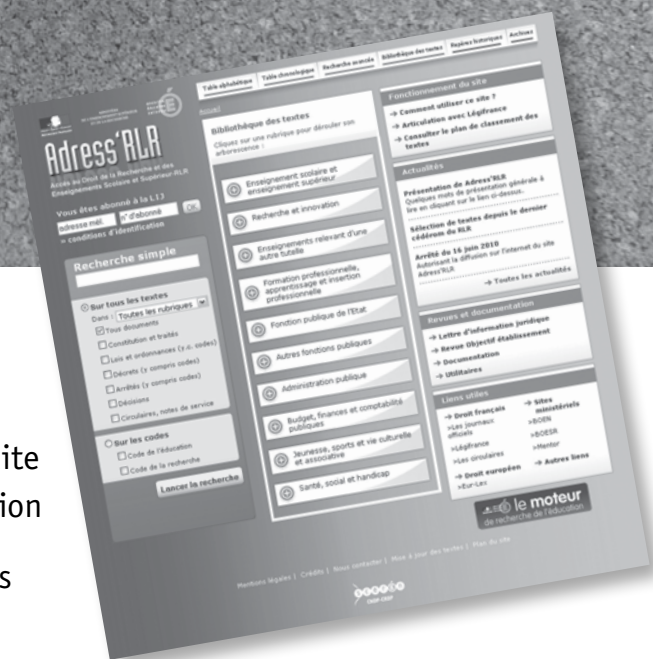 Table alphabétique
Table chronologique
Recherche avancée
Bibliothèque des textes
Repères historiques
Archives
Adress'RLR
Accès au Droit de la Recherche et des
Enseignements Scolaire et Supérieur-RLR
Vous êtes abonné à la LIJ
adresse mél.
n° d'abonné
OK
» conditions d'identification
Recherche simple
Sur tous les textes
Dans : Toutes les rubriques
Tous documents
Constitution et traités
Lois et ordonnances (y.c. codes)
Décrets (y compris codes)
Arrêtés (y compris codes)
Décisions
Circulaires, notes de service
Sur les codes
Code de l'éducation
Code de la recherche
Lancer la recherche
Accueil
Bibliothèque des textes
Cliquez sur une rubrique pour dérouler son
arborescence :
Enseignement scolaire et
enseignement supérieur
Recherche et innovation
Enseignements relevant d'une
autre tutelle
Formation professionnelle,
apprentissage et insertion
professionnelle
Fonction publique de l'Etat
Autres fonctions publiques
Administration publique
Budget, finances et comptabilité
publiques
Jeunesse, sports et vie culturelle
et associative
Santé, social et handicap
Fonctionnement du site
→ Comment utiliser ce site ?
→ Articulation avec Légifrance
→ Consulter le plan de classement des
textes
Actualités
Présentation de Adress'RLR
Quelques mots de présentation générale à
lire en cliquant sur le lien ci-dessus.
Sélection de textes depuis le dernier
cédérom du RLR
Arrêté du 16 juin 2010
Autorisant la diffusion sur l'internet du site
Adress'RLR
→ Toutes les actualités
Revues et documentation
→ Lettre d'information juridique
→ Revue Objectif établissement
→ Documentation
→ Utilitaires
Liens utiles
→ Droit français
>Les journaux
officiels
>Légifrance
>Les circulaires
→ Droit européen
>Eur-Lex
→ Sites
ministériels
>BOEN
>BOESR
>Mentor
→ Autres liens
le moteur
de recherche de l'éducation
Mentions légales | Crédits | Nous contacter | Mise à jour des textes | Plan du site
CNDP-CRDP
ite
ion
s